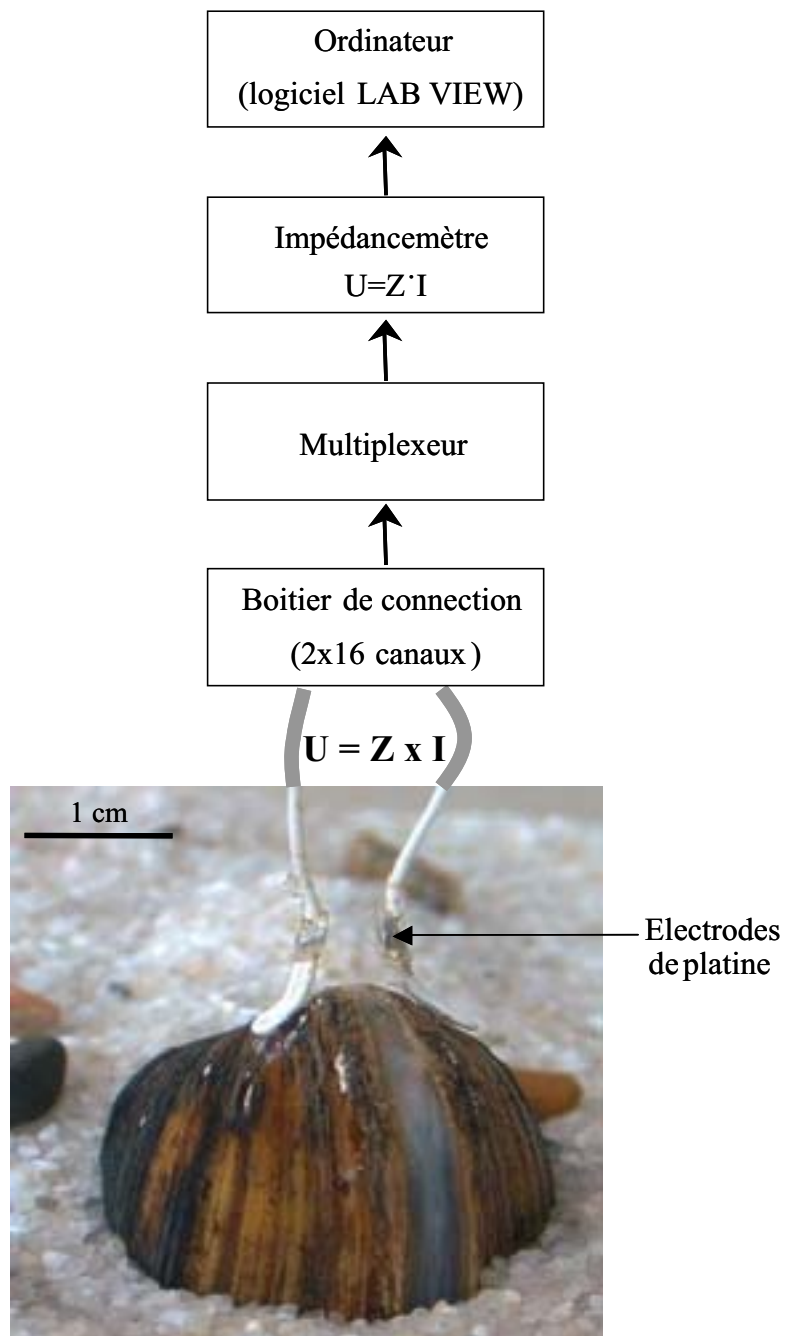 Ordinateur
(logiciel LAB VIEW)
Impédancemètre
U=Z˙I
Multiplexeur
Boitier de connection
(2x16 canaux)
U = Z x I
1 cm
Electrodes
de platine